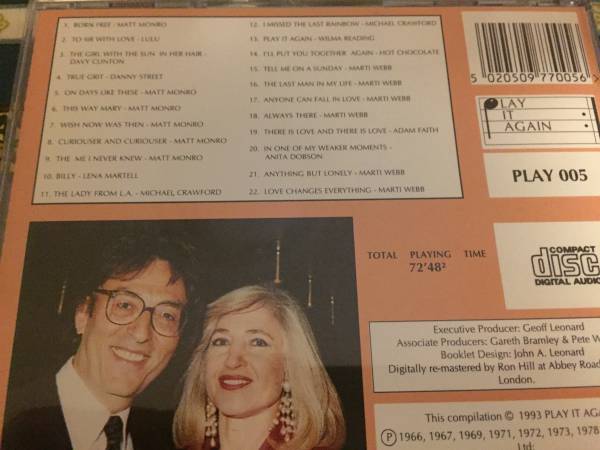 1. BORN FREE - MATT MONRO
2. TO SIR WITH LOVE - LULU
3. THE GIRL WITH THE SUN IN HER HAIR -
DAVY CLINTON
4. TRUE GRIT - DANNY STREET
5. ON DAYS LIKE THESE - MATT MONRO
6. THIS WAY MARY - MATT MONRO
7. WISH NOW WAS THEN - MATT MONRO
8. CURIOUSER AND CURIOUSER - MATT MONRO
9. THE ME I NEVER KNEW - MATT MONRO
10. BILLY - LENA MARTELL
11. THE LADY FROM L.A. - MICHAEL CRAWFORD
12. I MISSED THE LAST RAINBOW - MICHAEL CRAWFORD
13. PLAY IT AGAIN - WILMA READING
14. I'LL PUT YOU TOGETHER AGAIN - HOT CHOCOLATE
15. TELL ME ON A SUNDAY - MARTI WEBB
16. THE LAST MAN IN MY LIFE - MARTI WEBB
17. ANYONE CAN FALL IN LOVE - MARTI WEBB
18. ALWAYS THERE - MARTI WEBB
19. THERE IS LOVE AND THERE IS LOVE - ADAM FAITH
20. IN ONE OF MY WEAKER MOMENTS -
ANITA DOBSON
21. ANYTHING BUT LONELY - MARTI WEBB
22. LOVE CHANGES EVERYTHING - MARTI WEBB
5 020509 770056 >
PLAY
IT
AGAIN
PLAY 005
TOTAL PLAYING TIME
72'48²
COMPACT
disc
DIGITAL AUDIO
Executive Producer: Geoff Leonard
Associate Producers: Gareth Bramley & Pete W
Booklet Design: John A. Leonard
Digitally re-mastered by Ron Hill at Abbey Road
London.
This compilation © 1993 PLAY IT AGA
Ⓟ 1966, 1967, 1969, 1971, 1972, 1973, 1978
Ltd;